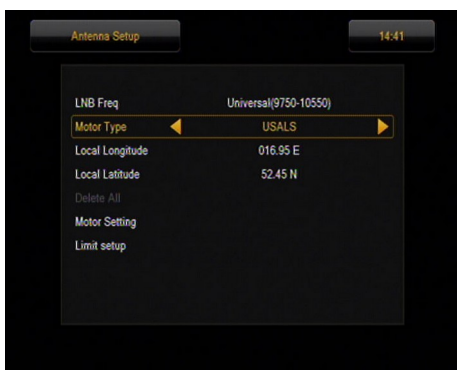 Antenna Setup 14:41
LNB Freq Universal(9750-10550)
Motor Type USALS
Local Longitude 016.95 E
Local Latitude 52.45 N
Delete All
Motor Setting
Limit setup